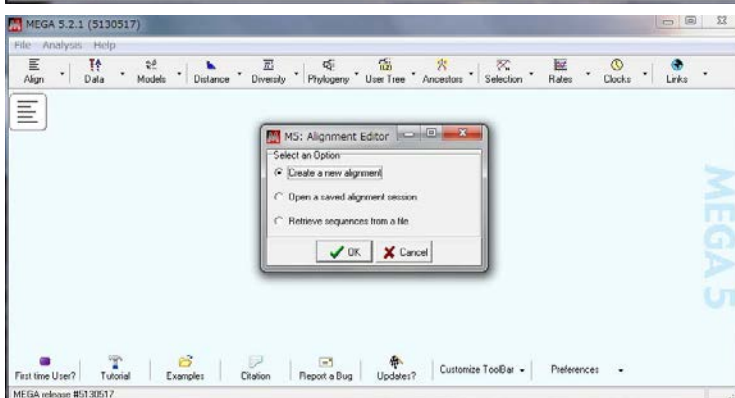 MEGA 5.2.1 (5130517)
File Analysis Help
Align Data Models Distance Diversity Phylogeny User Tree Ancestors Selection Rates Clocks Links
M5: Alignment Editor
Select an Option
Create a new alignment
Open a saved alignment session
Retrieve sequences from a file
OK Cancel
MEGA 5
First time User? Tutorial Examples Citation Report a Bug Updates? Customize ToolBar Preferences
MEGA release #5130517